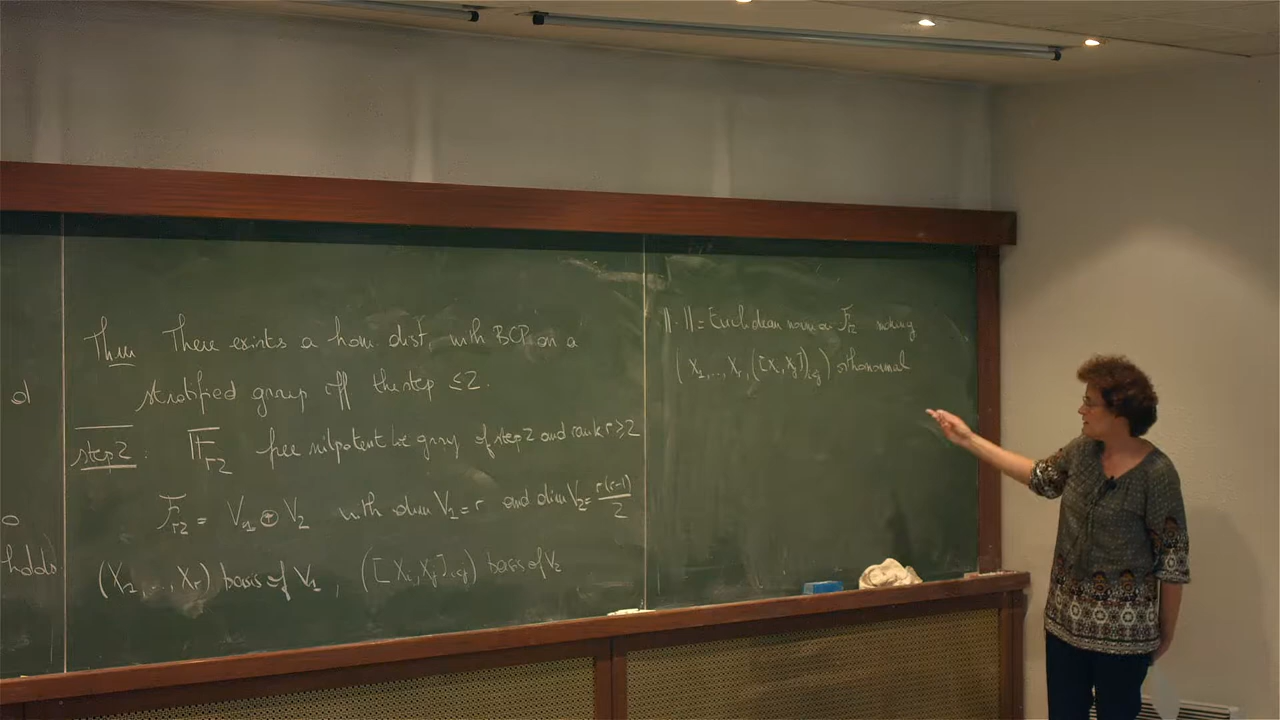 d
o
holds
Thm There exists a hom. dist. with BCP on a
stratified group iff the step ≤ 2.
step 2 : 𝔽r2 free nilpotent Lie group of step 2 and rank r ≥ 2
ℱr2 = V1 ⊕ V2 with dim V1 = r and dim V2 = r(r-1)/2
(X1, ..., Xr) basis of V1 , ([Xi, Xj])i<j basis of V2
‖·‖ = Euclidean norm on ℱr2 making
(X1, ..., Xr, ([Xi, Xj])i<j) orthonormal